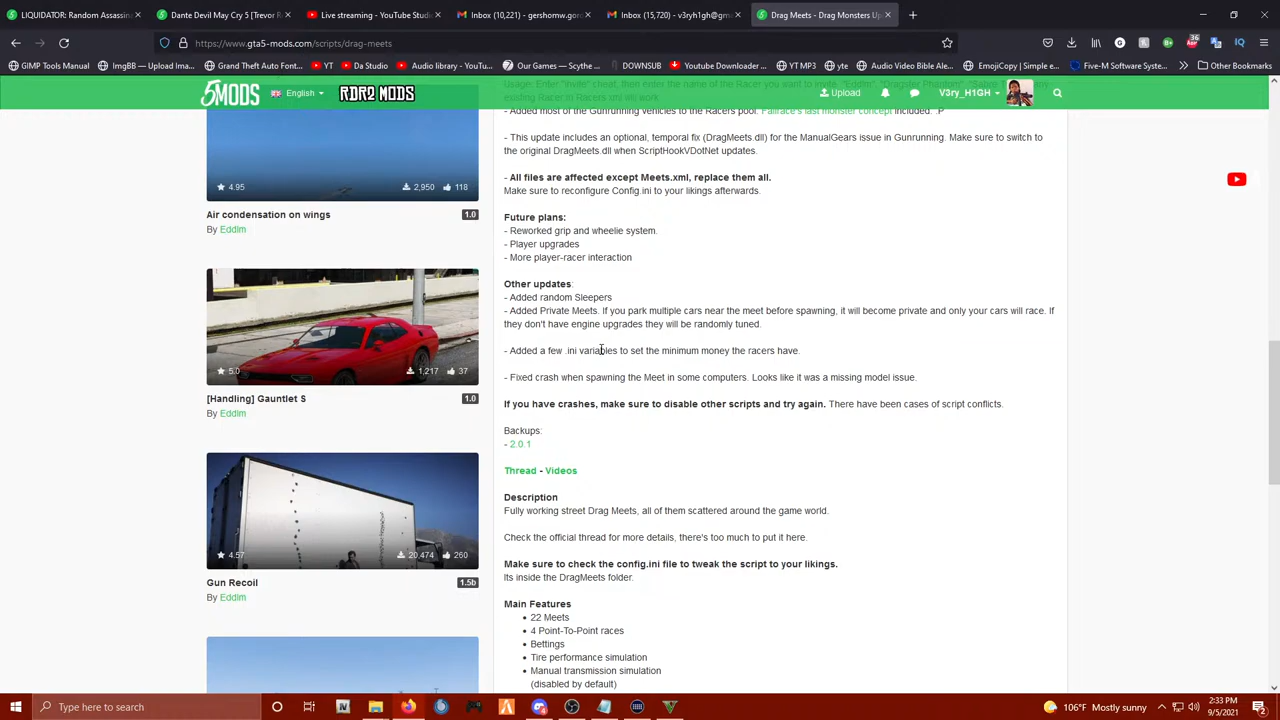 LIQUIDATOR: Random Assassin
Dante Devil May Cry 5 [Trevor R
Live streaming - YouTube Studio
Inbox (10,221) - gershomw.gor
Inbox (15,720) - v3ryh1gh@gm
Drag Meets - Drag Monsters Up
https://www.gta5-mods.com/scripts/drag-meets
36
GIMP Tools Manual
ImgBB — Upload Imag
Grand Theft Auto Fivefive
YT
Da Studio
Audio library - YouTu
Our Games — Scythe
DOWNSUB
Youtube Downloader
YT MP3
yt
Audio Video Bible Ale
EmojiCopy | Simple e
Five-M Software Syste
5MODS
English
RDR2 MODS
Upload
V3ry_H1GH
- Added most of the Gunrunning vehicles to the Racers pool. Failrace's last monster concept included. :P
- This update includes an optional, temporal fix (DragMeets.dll) for the ManualGears issue in Gunrunning. Make sure to switch to
the original DragMeets.dll when ScriptHookVDotNet updates.
- All files are affected except Meets.xml, replace them all.
Make sure to reconfigure Config.ini to your likings afterwards.
Future plans:
- Reworked grip and wheelie system.
- Player upgrades
- More player-racer interaction
Other updates:
- Added random Sleepers
- Added Private Meets. If you park multiple cars near the meet before spawning, it will become private and only your cars will race. If
they don't have engine upgrades they will be randomly tuned.
- Added a few .ini variables to set the minimum money the racers have.
- Fixed crash when spawning the Meet in some computers. Looks like it was a missing model issue.
If you have crashes, make sure to disable other scripts and try again. There have been cases of script conflicts.
Backups:
- 2.0.1
Thread - Videos
Description
Fully working street Drag Meets, all of them scattered around the game world.
Check the official thread for more details, there's too much to put it here.
Make sure to check the config.ini file to tweak the script to your likings.
Its inside the DragMeets folder.
Main Features
22 Meets
4 Point-To-Point races
Bettings
Tire performance simulation
Manual transmission simulation
(disabled by default)
4.95
2,950
118
Air condensation on wings
1.0
By Eddlm
5.0
1,217
37
[Handling] Gauntlet S
1.0
By Eddlm
4.57
20,474
260
Gun Recoil
1.5b
By Eddlm
Type here to search
106°F Mostly sunny
2:33 PM
9/5/2021
2